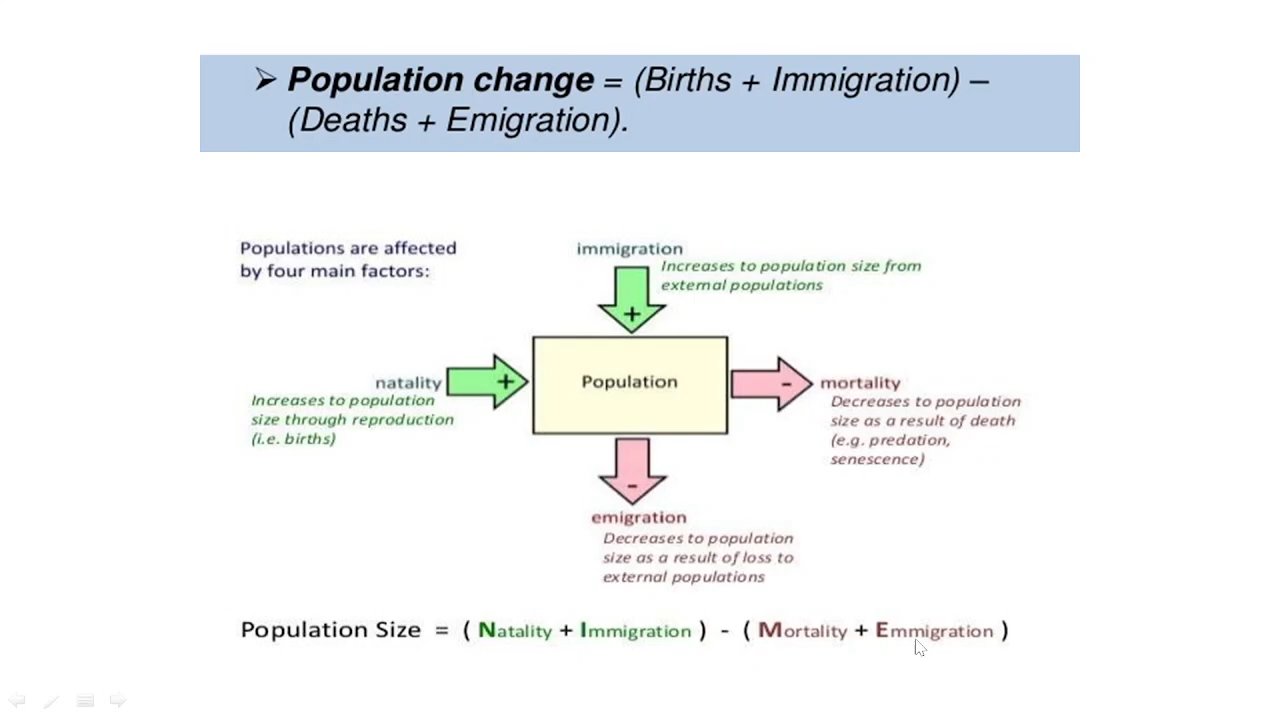 ➢ Population change = (Births + Immigration) –
(Deaths + Emigration).
Populations are affected
by four main factors:
immigration
Increases to population size from
external populations
+
natality
+
Increases to population
size through reproduction
(i.e. births)
Population
-
mortality
Decreases to population
size as a result of death
(e.g. predation,
senescence)
-
emigration
Decreases to population
size as a result of loss to
external populations
Population Size = ( Natality + Immigration ) - ( Mortality + Emmigration )